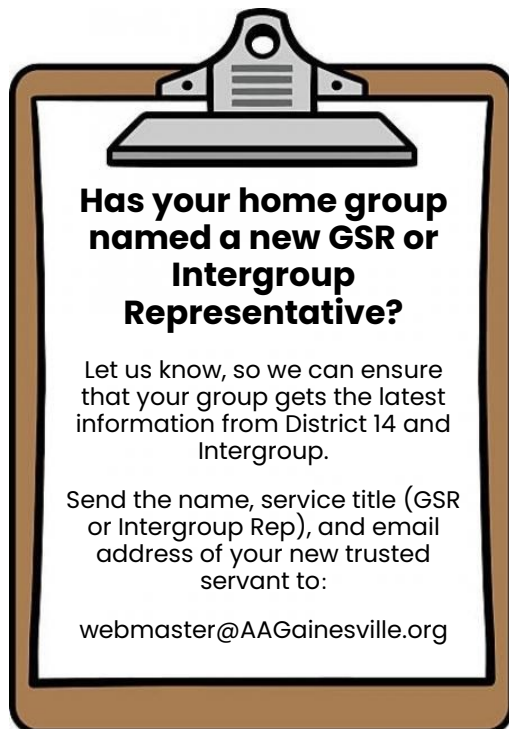 Has your home group
named a new GSR or
Intergroup
Representative?
Let us know, so we can ensure
that your group gets the latest
information from District 14 and
Intergroup.
Send the name, service title (GSR
or Intergroup Rep), and email
address of your new trusted
servant to:
webmaster@AAGainesville.org